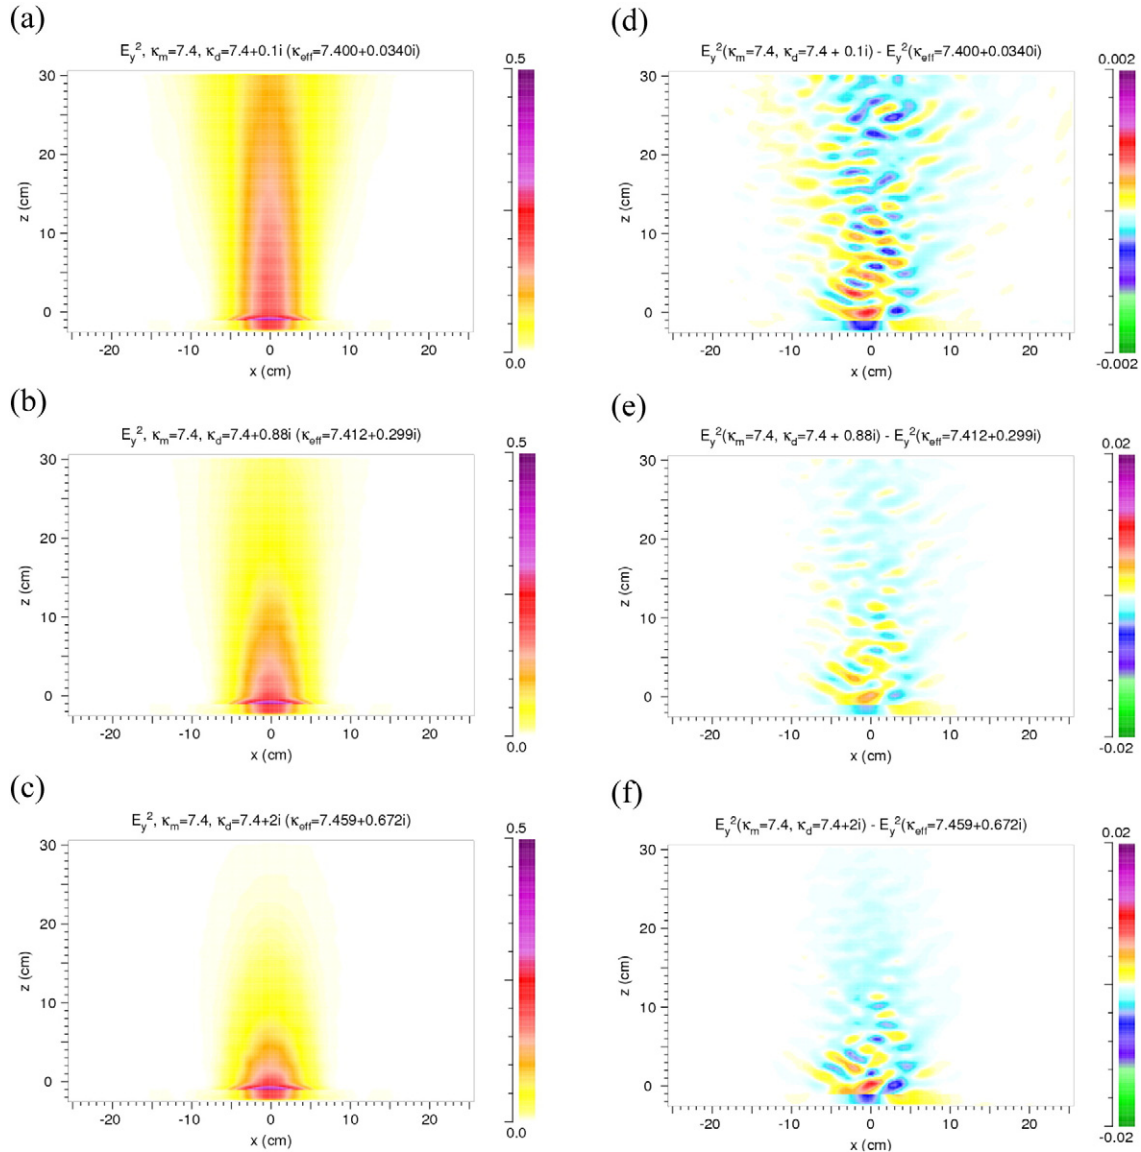 (a)
E_y^2, κ_m=7.4, κ_d=7.4+0.1i (κ_eff=7.400+0.0340i)
0.5
30
20
10
0
z (cm)
-20 -10 0 10 20
x (cm)
0.0
(d)
E_y^2(κ_m=7.4, κ_d=7.4 + 0.1i) - E_y^2(κ_eff=7.400+0.0340i)
0.002
30
20
10
0
z (cm)
-20 -10 0 10 20
x (cm)
-0.002
(b)
E_y^2, κ_m=7.4, κ_d=7.4+0.88i (κ_eff=7.412+0.299i)
0.5
30
20
10
0
z (cm)
-20 -10 0 10 20
x (cm)
0.0
(e)
E_y^2(κ_m=7.4, κ_d=7.4 + 0.88i) - E_y^2(κ_eff=7.412+0.299i)
0.02
30
20
10
0
z (cm)
-20 -10 0 10 20
x (cm)
-0.02
(c)
E_y^2, κ_m=7.4, κ_d=7.4+2i (κ_eff=7.459+0.672i)
0.5
30
20
10
0
z (cm)
-20 -10 0 10 20
x (cm)
0.0
(f)
E_y^2(κ_m=7.4, κ_d=7.4+2i) - E_y^2(κ_eff=7.459+0.672i)
0.02
30
20
10
0
z (cm)
-20 -10 0 10 20
x (cm)
-0.02